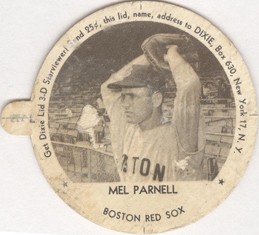 Get Dixie Lid 3-D Starviewer! Send 25¢, this lid, name, address to DIXIE, Box 630, New York 17, N. Y.
STON
MEL PARNELL
BOSTON RED SOX